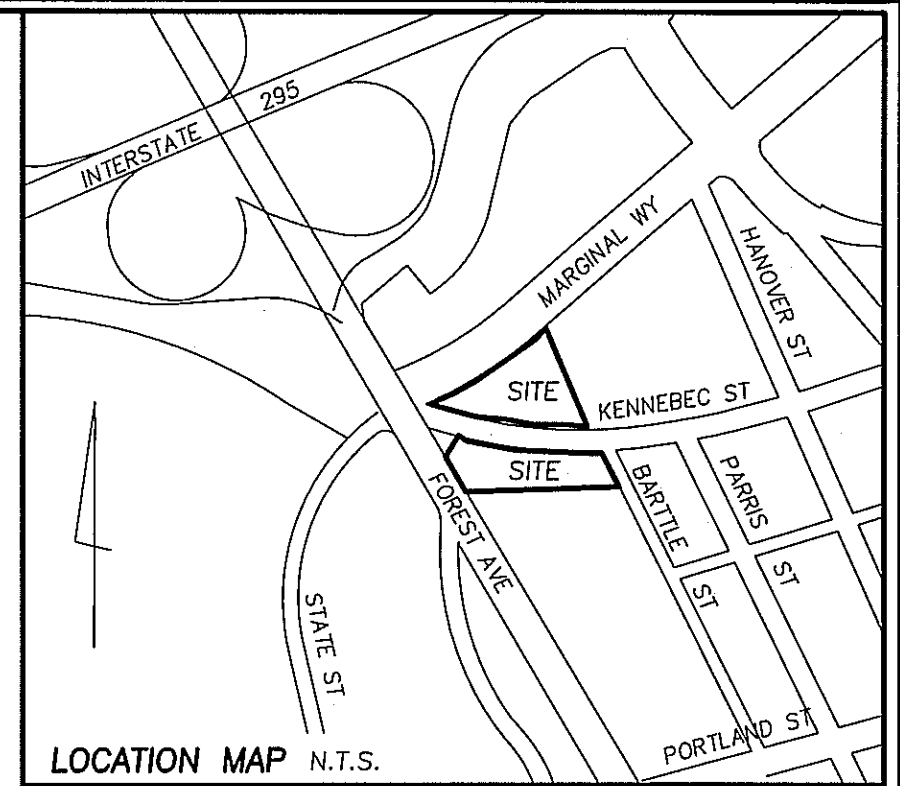 INTERSTATE 295
MARGINAL WY
HANOVER ST
SITE
KENNEBEC ST
SITE
BARTTLE ST
PARRIS ST
FOREST AVE
STATE ST
PORTLAND ST
LOCATION MAP N.T.S.